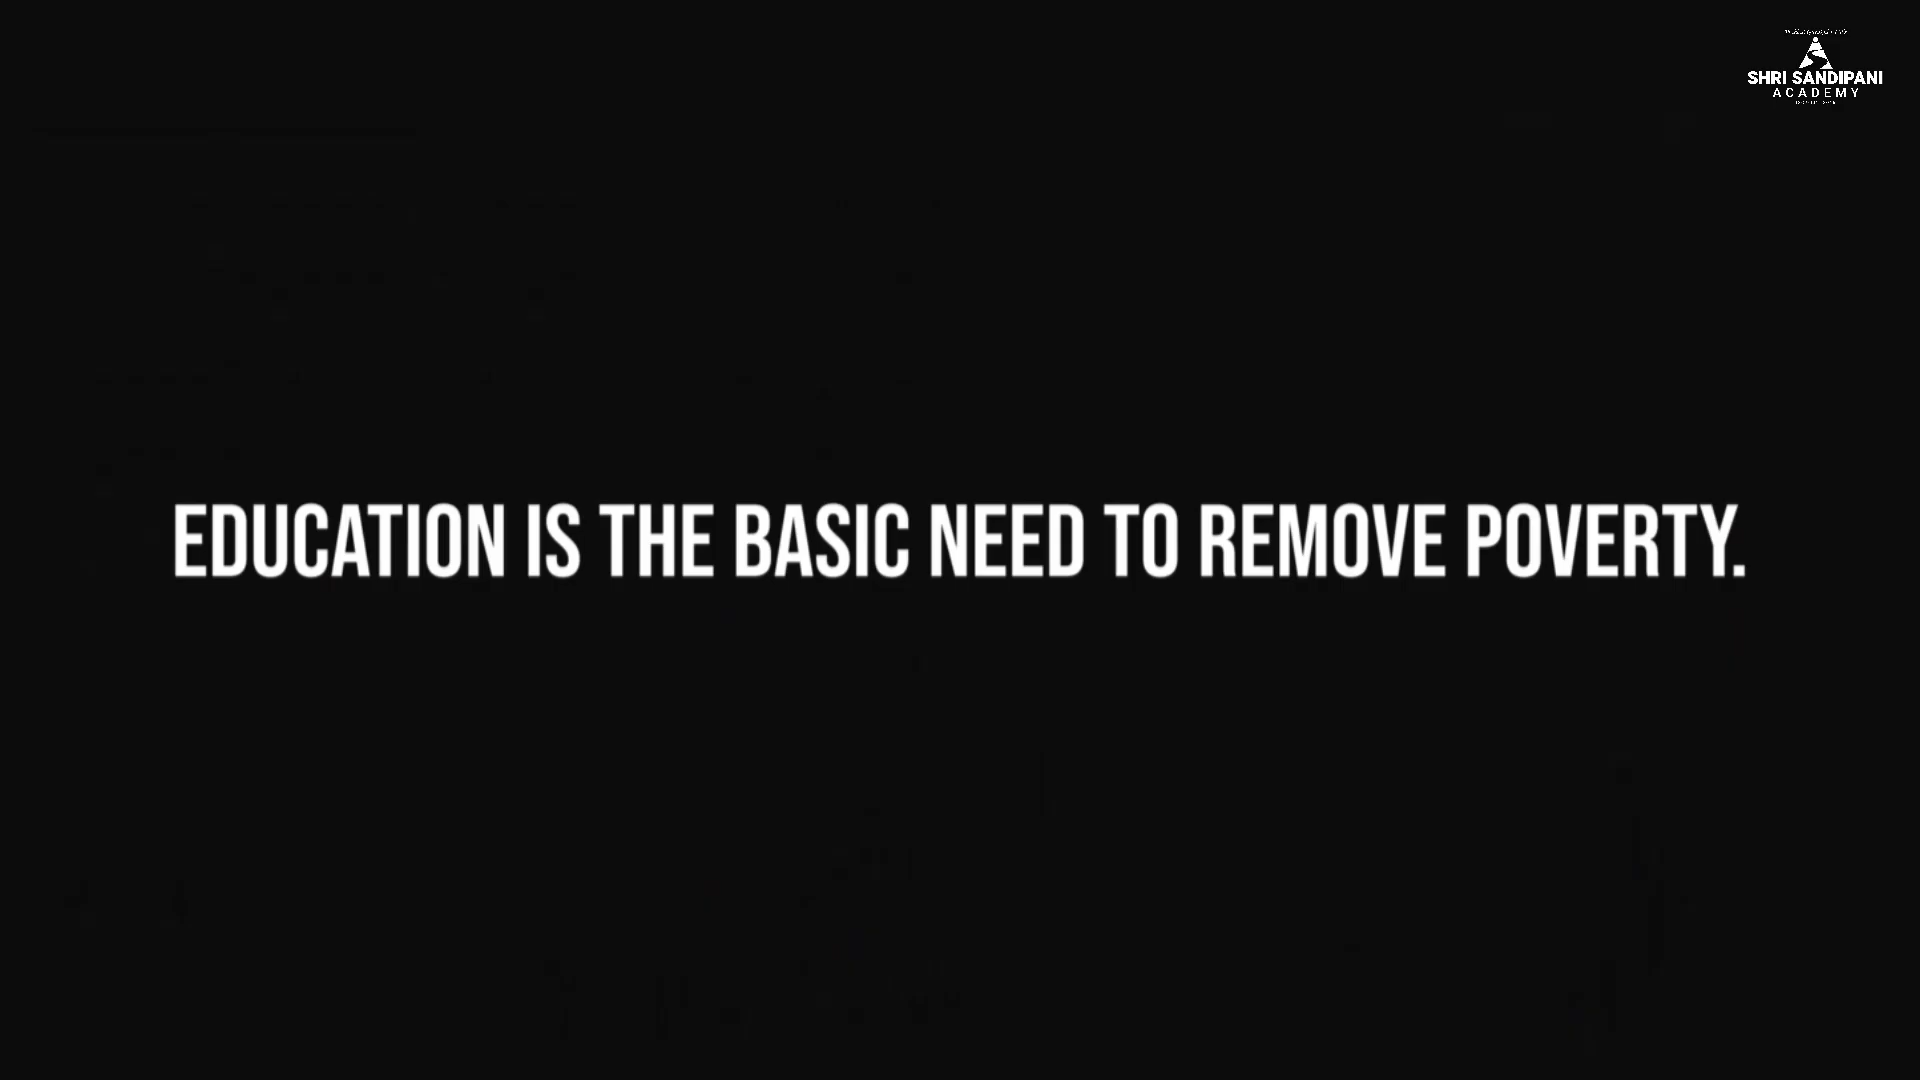 SHRI SANDIPANI
ACADEMY
EDUCATION IS THE BASIC NEED TO REMOVE POVERTY.